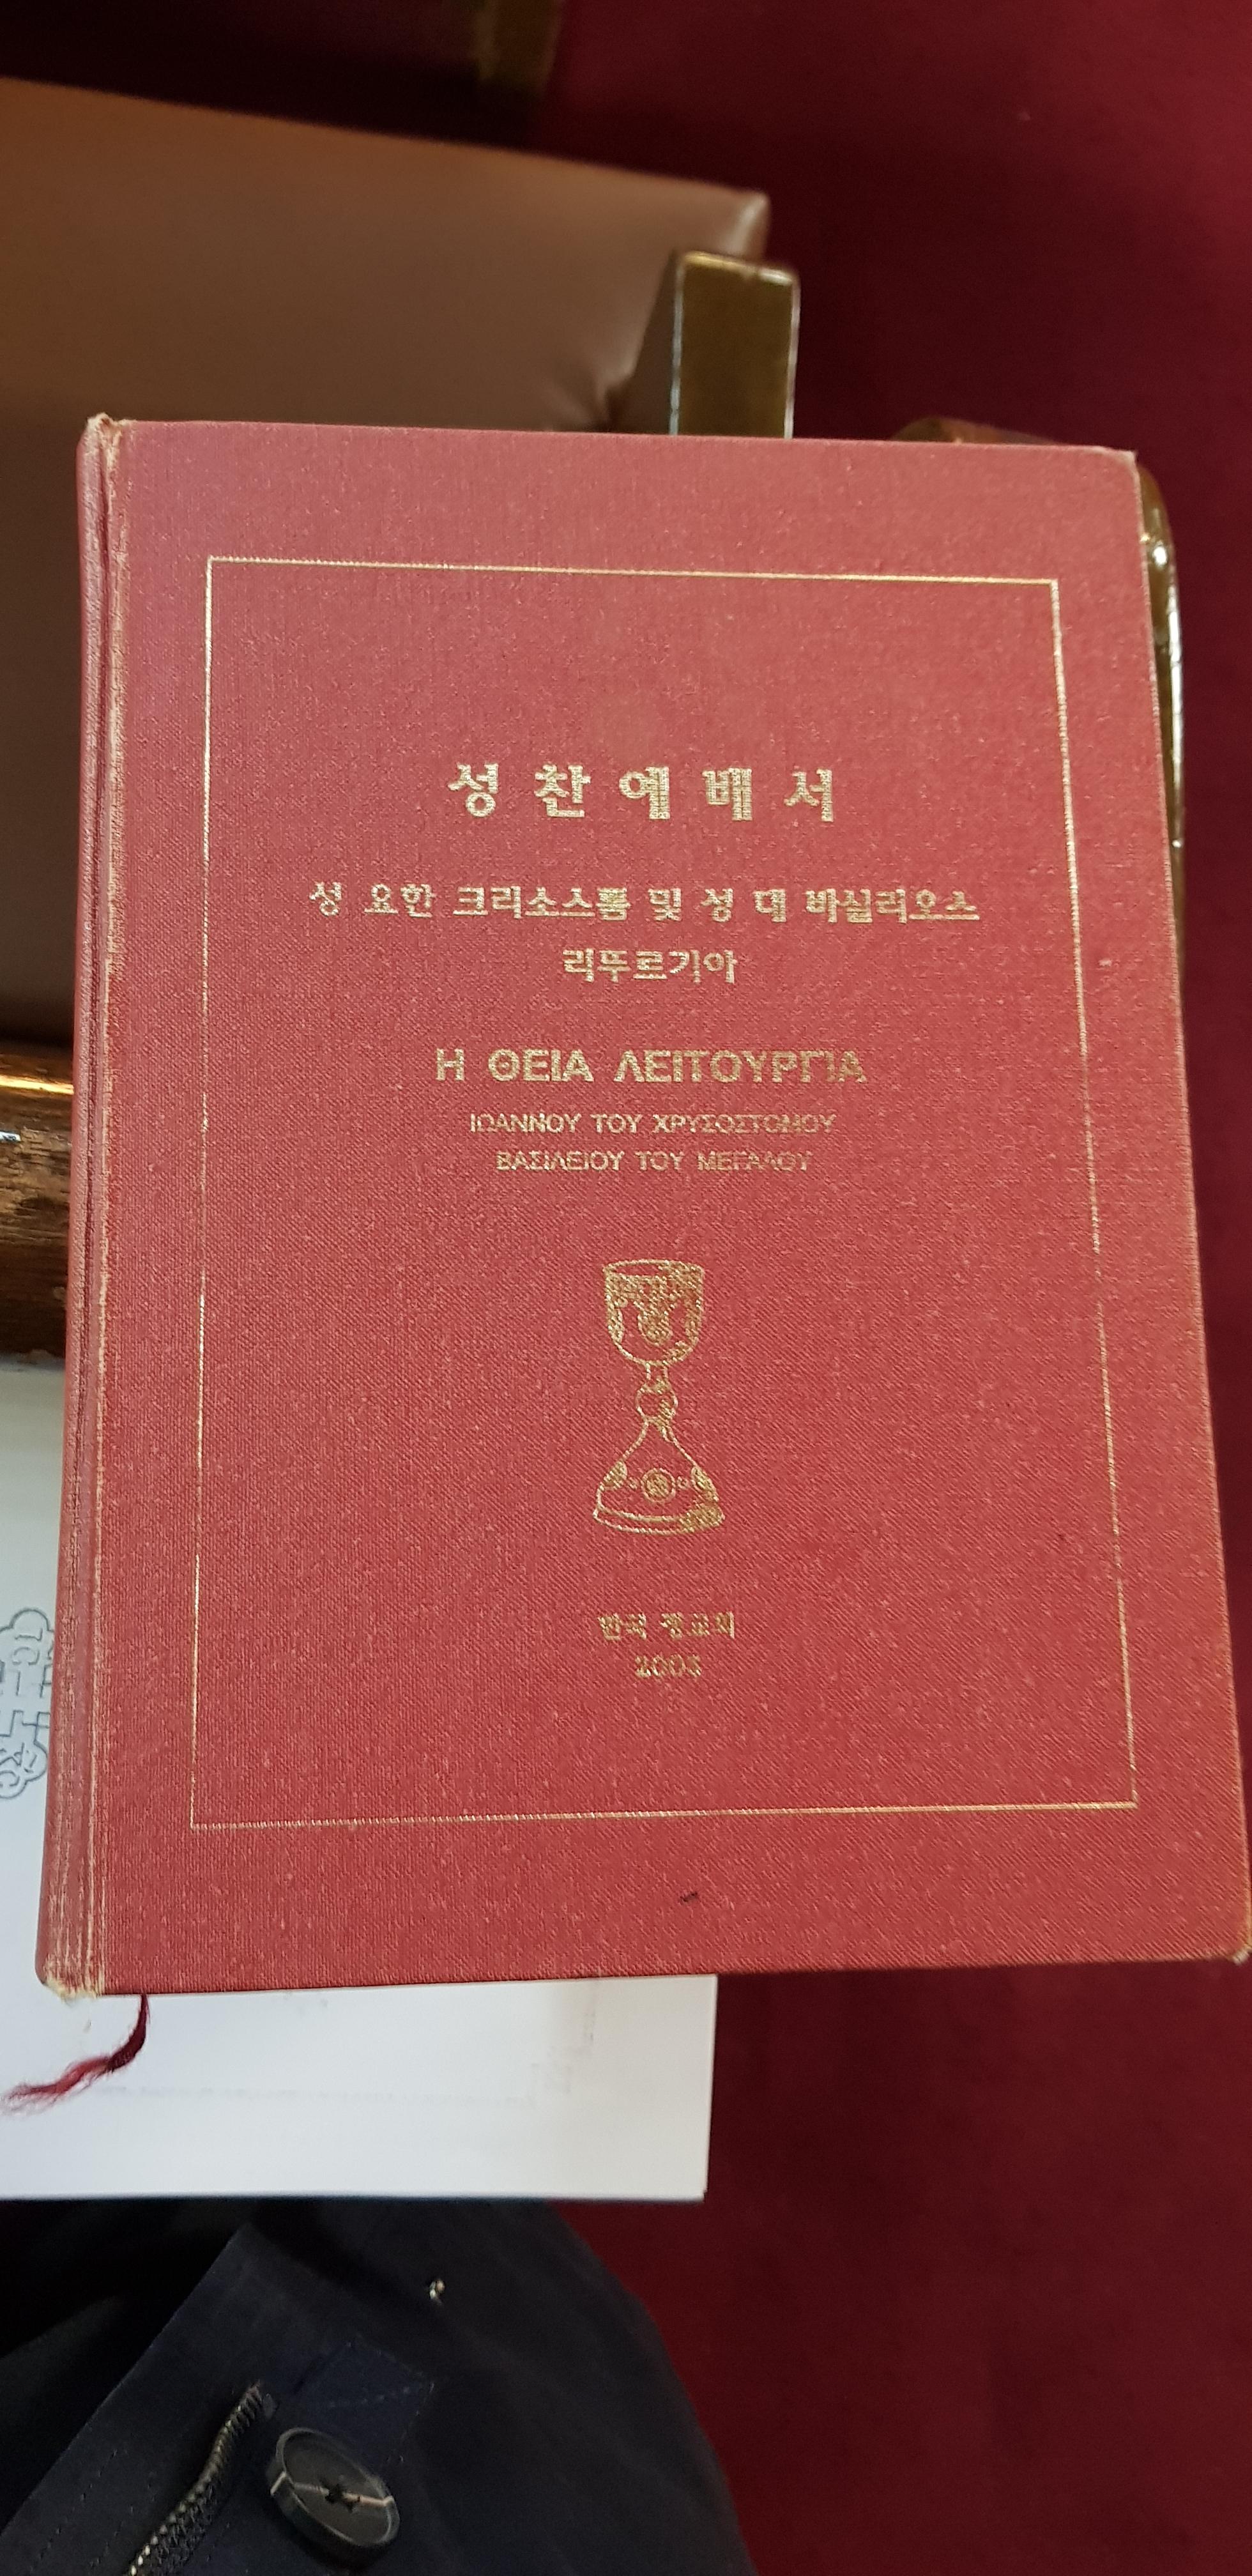 성찬예배서
성 요한 크리소스똠 및 성 대 바실리오스
리뚜르기아
Η ΘΕΙΑ ΛΕΙΤΟΥΡΓΙΑ
ΙΩΑΝΝΟΥ ΤΟΥ ΧΡΥΣΟΣΤΟΜΟΥ
ΒΑΣΙΛΕΙΟΥ ΤΟΥ ΜΕΓΑΛΟΥ
한국 정교회